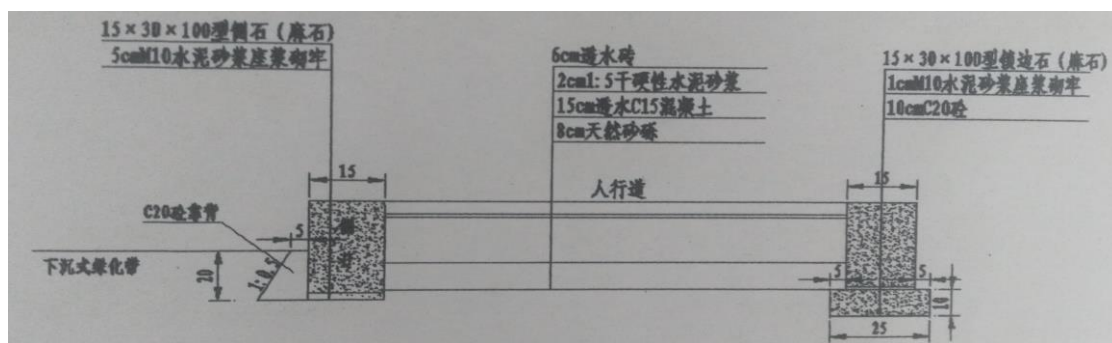 15×30×100型侧石(麻石)
5cmM10水泥砂浆座浆砌牢
6cm透水砖
2cm1:5干硬性水泥砂浆
15cm透水C15混凝土
8cm天然砂砾
15×30×100型锁边石(麻石)
1cmM10水泥砂浆座浆砌牢
10cmC20砼
15
人行道
15
C20砼靠背
5
下沉式绿化带
20
1:0.5
5
5
10
25